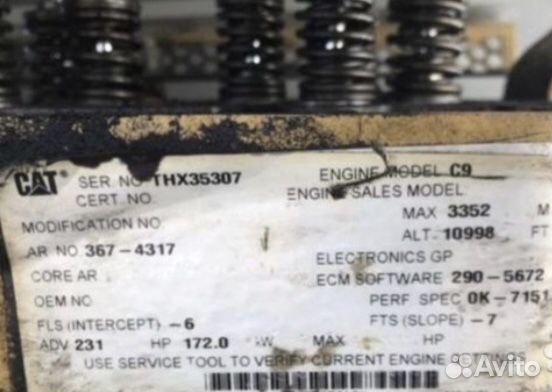 CAT SER. NO. THX35307 ENGINE MODEL C9
CERT. NO. ENGINE SALES MODEL
MODIFICATION NO MAX 3352 M
ALT. 10998 FT
AR NO. 367-4317 ELECTRONICS GP
CORE AR ECM SOFTWARE 290-5672
OEM NO PERF SPEC 0K-7151
FLS (INTERCEPT) -6 FTS (SLOPE) -7
ADV 231 HP 172.0 kW MAX HP
USE SERVICE TOOL TO VERIFY CURRENT ENGINE SETTINGS
Avito